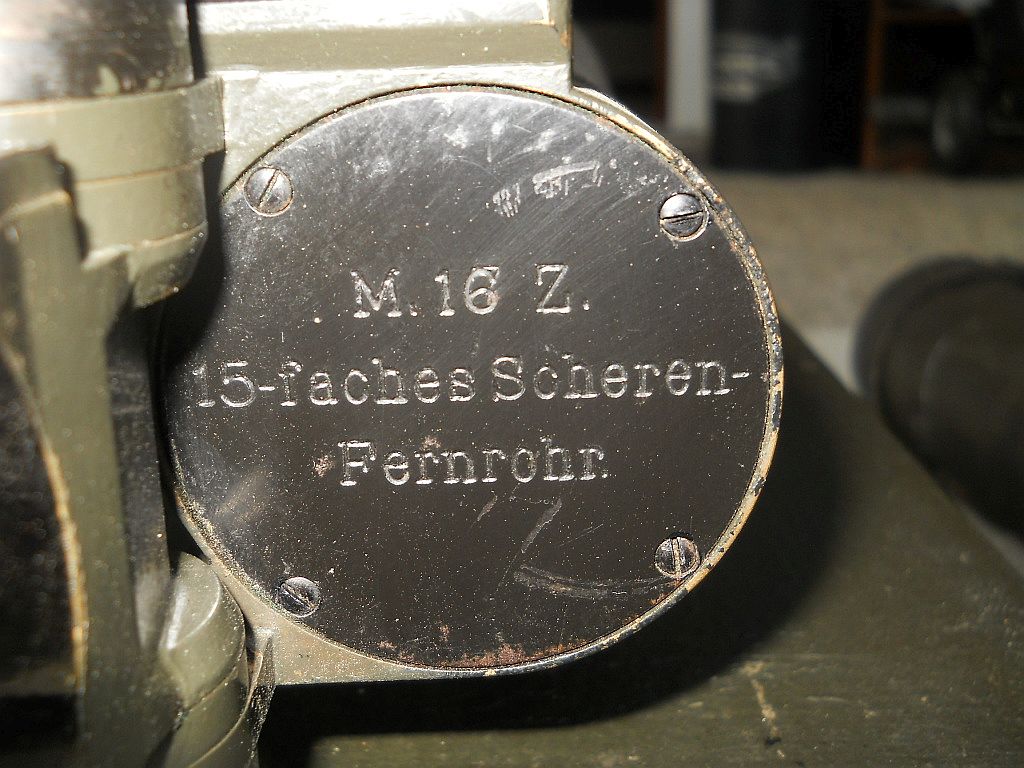 M. 16 Z.
15-faches Scheren-
Fernrohr.